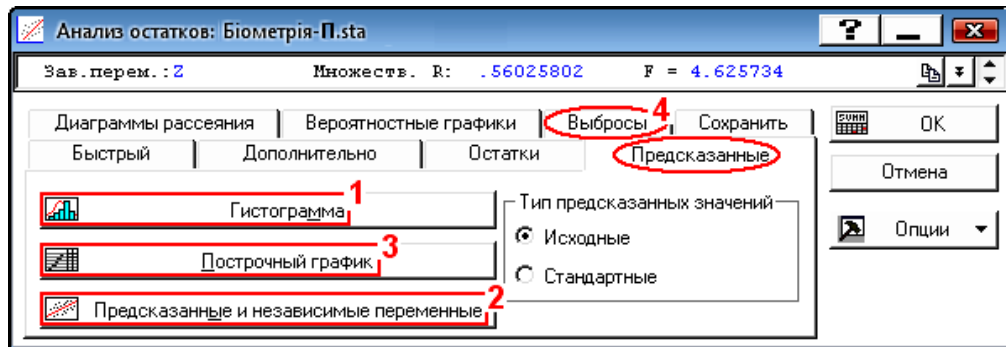 Анализ остатков: Біометрія-П.sta
?
Зав.перем.:Z Множеств. R: .56025802 F = 4.625734
Диаграммы рассеяния Вероятностные графики Выбросы 4 Сохранить
Быстрый Дополнительно Остатки Предсказанные
Гистограмма 1
Построчный график 3
Предсказанные и независимые переменные 2
Тип предсказанных значений
Исходные
Стандартные
SUMM OK
Отмена
Опции